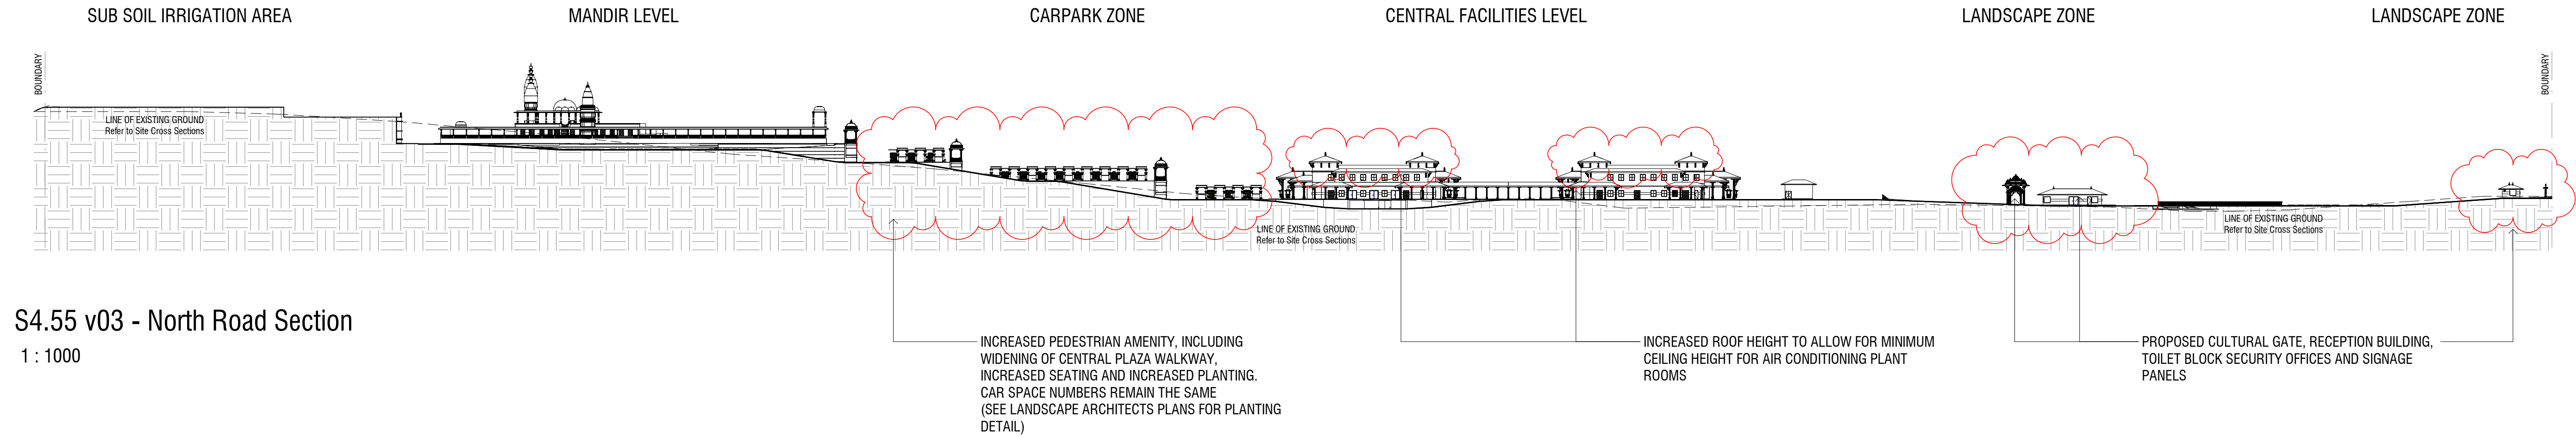 SUB SOIL IRRIGATION AREA
MANDIR LEVEL
CARPARK ZONE
CENTRAL FACILITIES LEVEL
LANDSCAPE ZONE
LANDSCAPE ZONE
BOUNDARY
BOUNDARY
LINE OF EXISTING GROUND
Refer to Site Cross Sections
LINE OF EXISTING GROUND
Refer to Site Cross Sections
LINE OF EXISTING GROUND
Refer to Site Cross Sections
S4.55 v03 - North Road Section
1 : 1000
INCREASED PEDESTRIAN AMENITY, INCLUDING
WIDENING OF CENTRAL PLAZA WALKWAY,
INCREASED SEATING AND INCREASED PLANTING.
CAR SPACE NUMBERS REMAIN THE SAME
(SEE LANDSCAPE ARCHITECTS PLANS FOR PLANTING
DETAIL)
INCREASED ROOF HEIGHT TO ALLOW FOR MINIMUM
CEILING HEIGHT FOR AIR CONDITIONING PLANT
ROOMS
PROPOSED CULTURAL GATE, RECEPTION BUILDING,
TOILET BLOCK SECURITY OFFICES AND SIGNAGE
PANELS